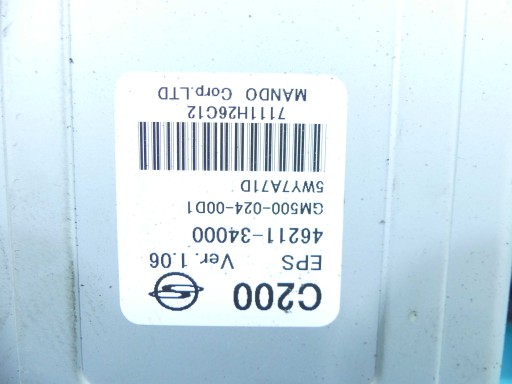 C200
EPS Ver.1.06
46211-34000
GM500-024-00D1
5WY7A71D
7111H26C12
MANDO Corp.LTD